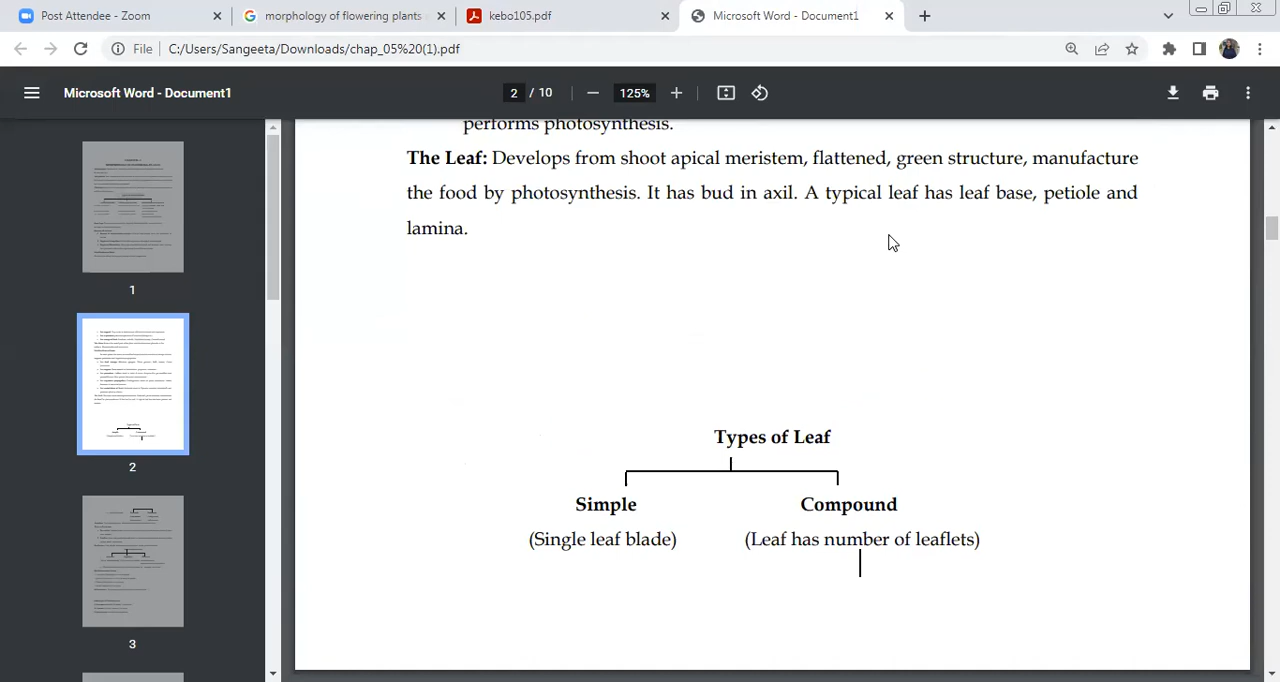 Post Attendee - Zoom
morphology of flowering plants
kebo105.pdf
Microsoft Word - Document1
File
C:/Users/Sangeeta/Downloads/chap_05%20(1).pdf
Microsoft Word - Document1
2 / 10
125%
performs photosynthesis.
The Leaf: Develops from shoot apical meristem, flattened, green structure, manufacture
the food by photosynthesis. It has bud in axil. A typical leaf has leaf base, petiole and
lamina.
Types of Leaf
Simple Compound
(Single leaf blade) (Leaf has number of leaflets)
1
2
3